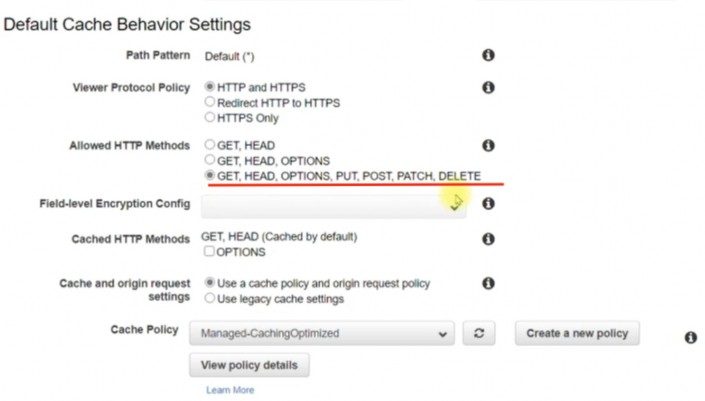 Default Cache Behavior Settings
Path Pattern Default (*)
Viewer Protocol Policy HTTP and HTTPS
Redirect HTTP to HTTPS
HTTPS Only
Allowed HTTP Methods GET, HEAD
GET, HEAD, OPTIONS
GET, HEAD, OPTIONS, PUT, POST, PATCH, DELETE
Field-level Encryption Config
Cached HTTP Methods GET, HEAD (Cached by default)
OPTIONS
Cache and origin request settings Use a cache policy and origin request policy
Use legacy cache settings
Cache Policy Managed-CachingOptimized Create a new policy
View policy details
Learn More